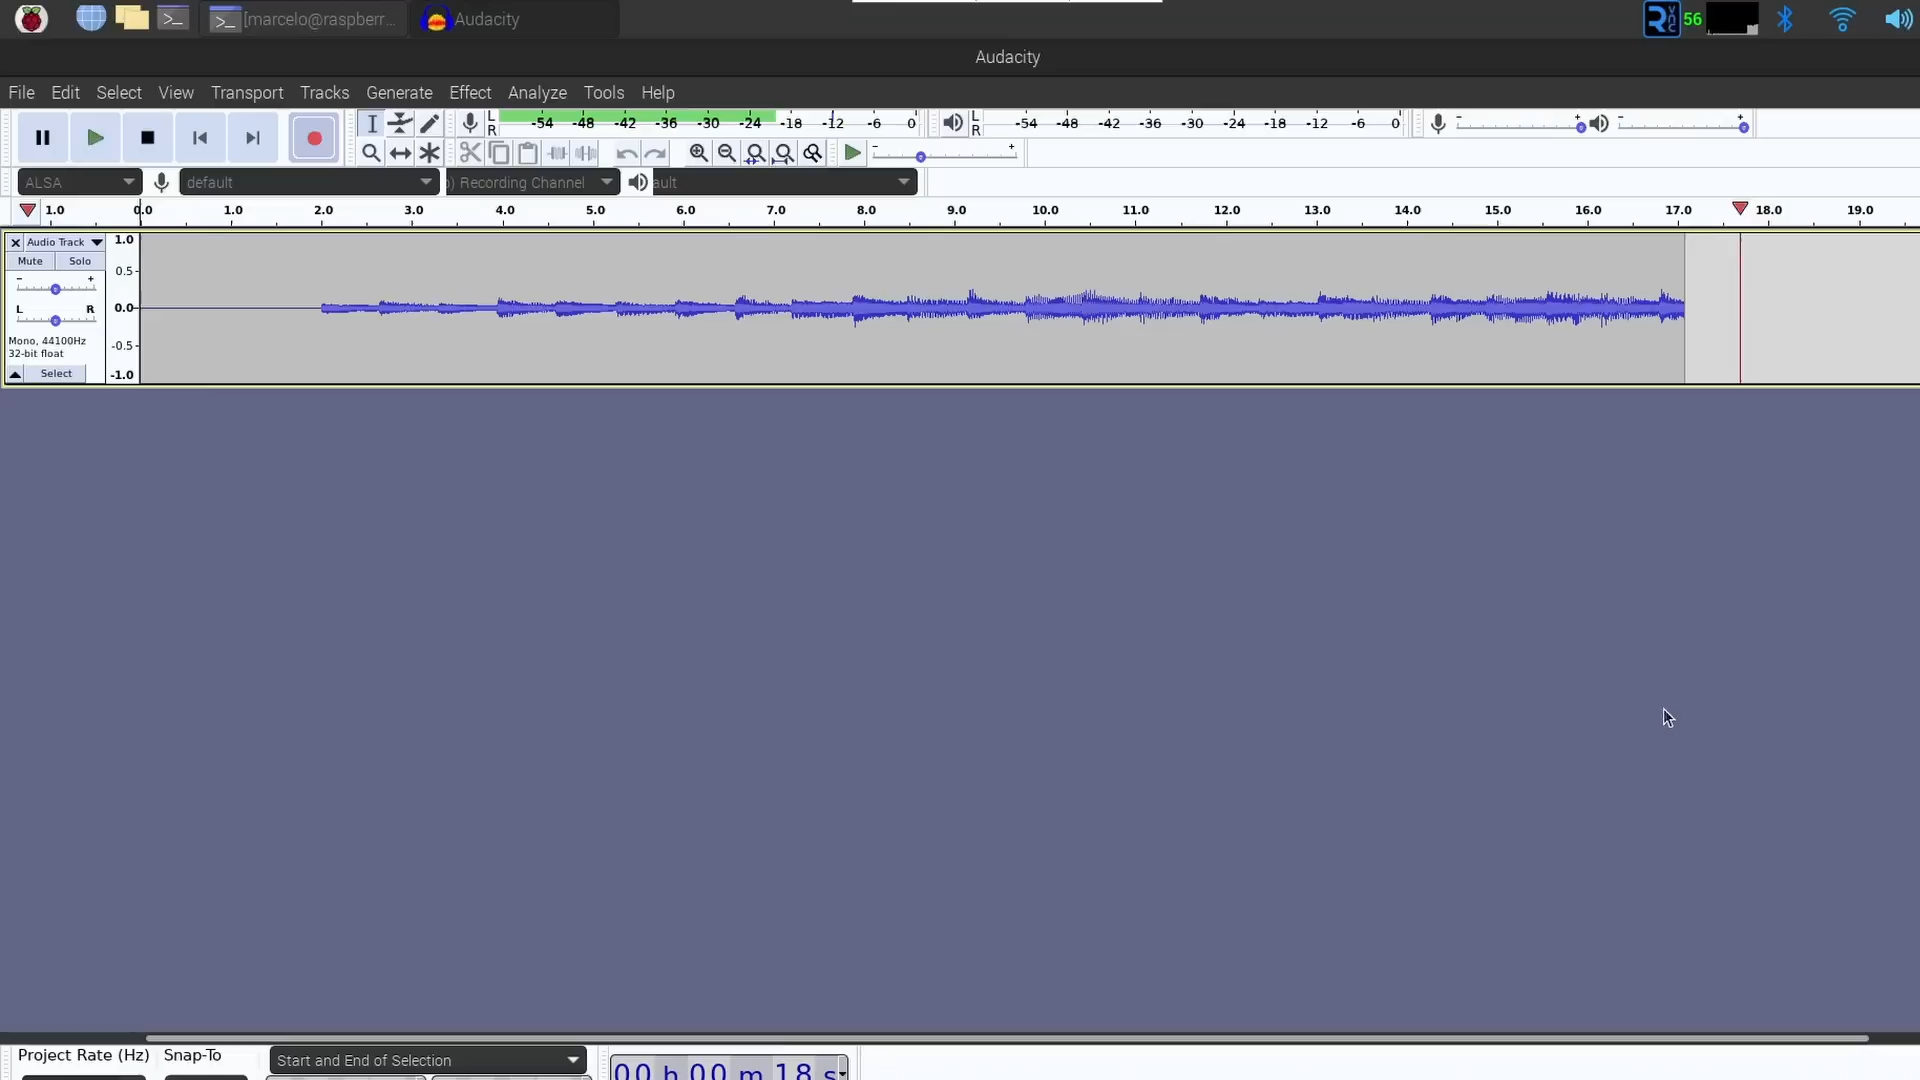 [marcelo@raspberr...
Audacity
56
Audacity
File Edit Select View Transport Tracks Generate Effect Analyze Tools Help
L
R
-54 -48 -42 -36 -30 -24 -18 -12 -6 0
L
R
-54 -48 -42 -36 -30 -24 -18 -12 -6 0
ALSA
default
) Recording Channel
ault
1.0 0.0 1.0 2.0 3.0 4.0 5.0 6.0 7.0 8.0 9.0 10.0 11.0 12.0 13.0 14.0 15.0 16.0 17.0 18.0 19.0
Audio Track
Mute Solo
- +
L R
Mono, 44100Hz
32-bit float
Select
1.0
0.5
0.0
-0.5
-1.0
Project Rate (Hz) Snap-To
Start and End of Selection
00 h 00 m 18 s